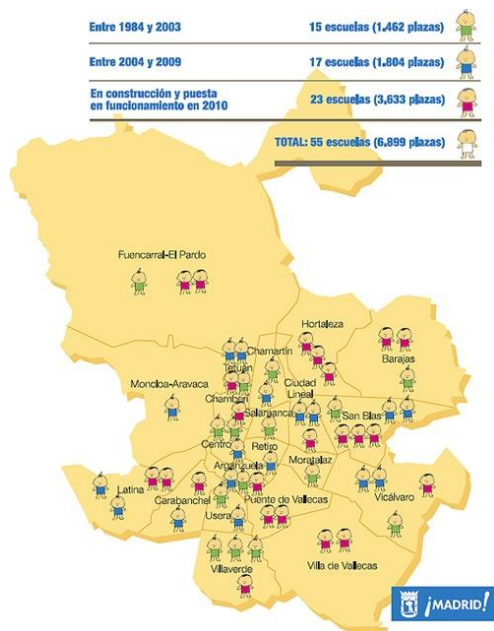 Entre 1984 y 2003 15 escuelas (1.462 plazas)
Entre 2004 y 2009 17 escuelas (1.804 plazas)
En construcción y puesta
en funcionamiento en 2010 23 escuelas (3,633 plazas)
TOTAL: 55 escuelas (6.899 plazas)
Fuencarral-El Pardo
Hortaleza
Barajas
Chamartín
Tetuán
Moncloa-Aravaca
Ciudad
Lineal
Chamberí
Salamanca
San Blas
Centro
Retiro
Moratalaz
Arganzuela
Latina
Carabanchel
Puente de Vallecas
Vicálvaro
Usera
Villaverde
Villa de Vallecas
¡MADRID!